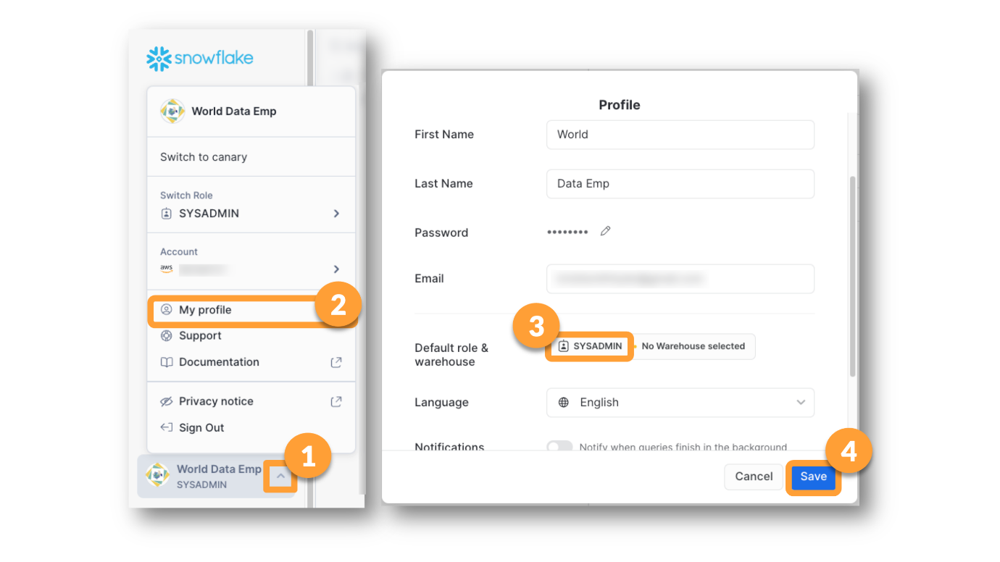 snowflake
World Data Emp
Switch to canary
Switch Role
SYSADMIN
Account
aws
My profile
2
Support
Documentation
Privacy notice
Sign Out
World Data Emp
SYSADMIN
1
Profile
First Name
World
Last Name
Data Emp
Password
••••••••
Email
3
Default role &
warehouse
SYSADMIN
No Warehouse selected
Language
English
Notifications
Notify when queries finish in the background
4
Cancel
Save